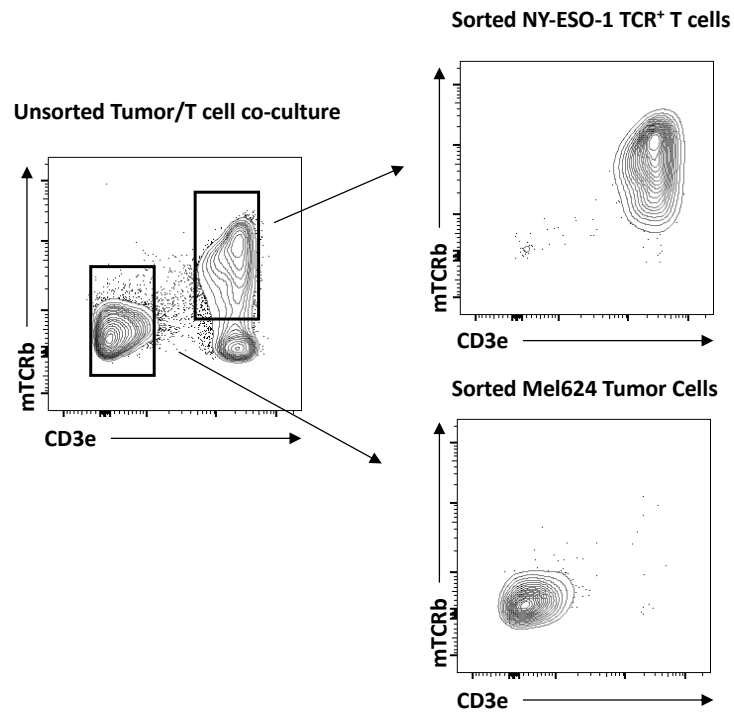 Sorted NY-ESO-1 TCR⁺ T cells
mTCRb
CD3e
Unsorted Tumor/T cell co-culture
mTCRb
CD3e
Sorted Mel624 Tumor Cells
mTCRb
CD3e